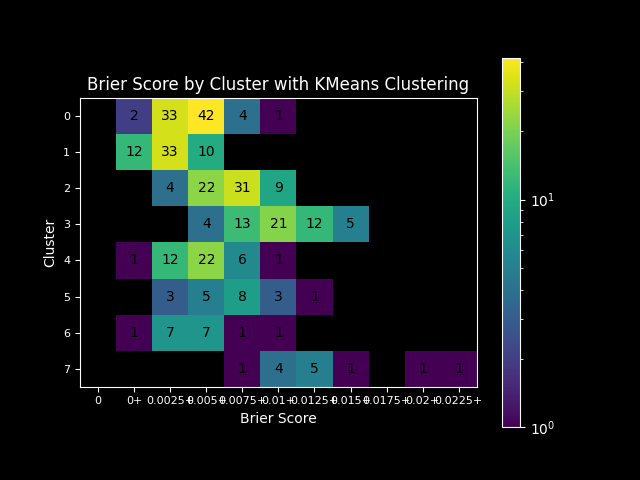 Brier Score by Cluster with KMeans Clustering
0 2 33 42 4 1
1 12 33 10
2 4 22 31 9
3 4 13 21 12 5
4 1 12 22 6 1
5 3 5 8 3 1
6 1 7 7 1 1
7 1 4 5 1 1 1
Cluster
0 0+ 0.0025+ 0.005+ 0.0075+ 0.01+ 0.0125+ 0.015+ 0.0175+ 0.02+ 0.0225+
Brier Score
10¹
10⁰